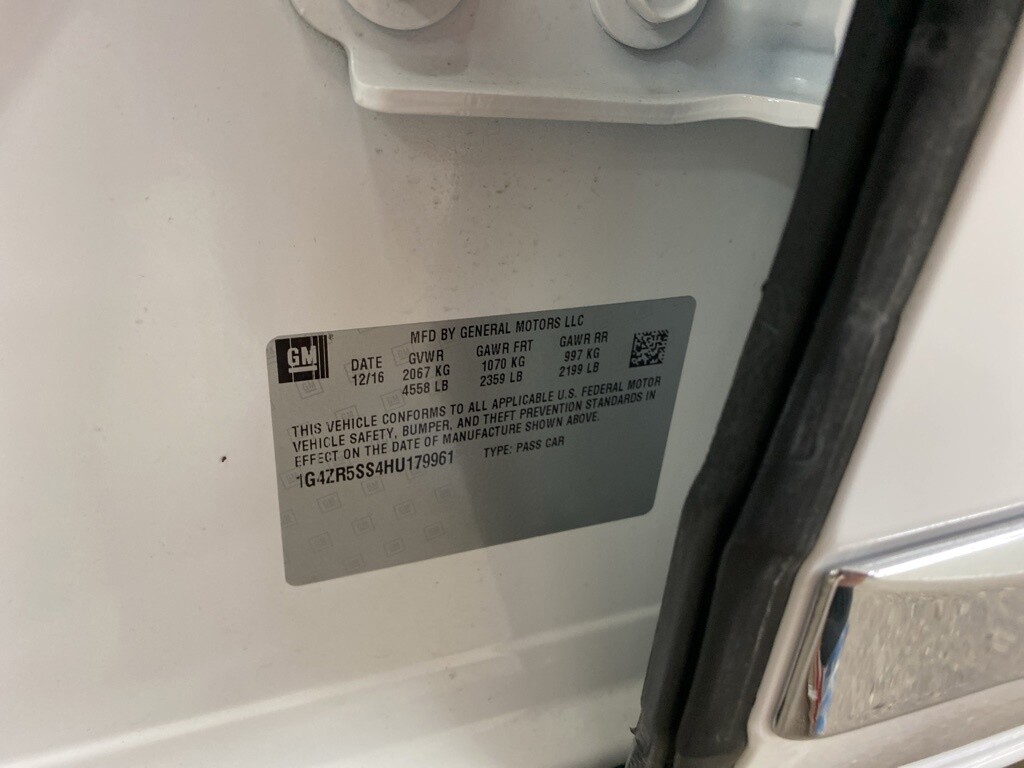 MFD BY GENERAL MOTORS LLC
GM
DATE GVWR GAWR FRT GAWR RR
12/16 2067 KG 1070 KG 997 KG
4558 LB 2359 LB 2199 LB
THIS VEHICLE CONFORMS TO ALL APPLICABLE U.S. FEDERAL MOTOR
VEHICLE SAFETY, BUMPER, AND THEFT PREVENTION STANDARDS IN
EFFECT ON THE DATE OF MANUFACTURE SHOWN ABOVE.
1G4ZR5SS4HU179961 TYPE: PASS CAR